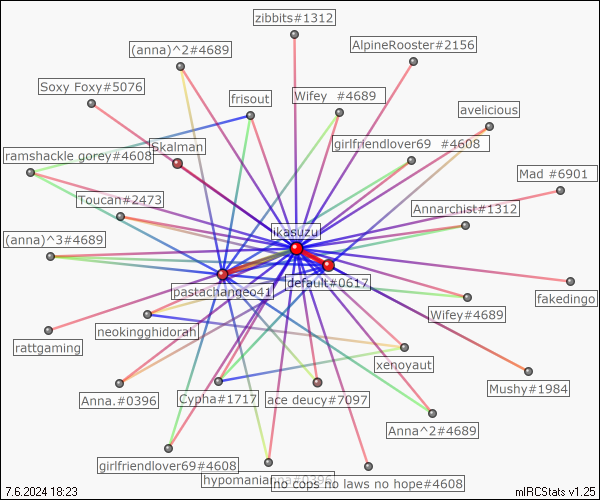 zibbits#1312
AlpineRooster#2156
(anna)^2#4689
Soxy Foxy#5076
frisout
Wifey #4689
avelicious
girlfriendlover69 #4608
Skalman
ramshackle gorey#4608
Mad #6901
Toucan#2473
Annarchist#1312
ikasuzu
(anna)^3#4689
default#0617
pastachangeo41
fakedingo
Wifey#4689
neokingghidorah
rattgaming
xenoyaut
Mushy#1984
Anna.#0396
Cypha#1717
ace deucy#7097
Anna^2#4689
girlfriendlover69#4608
hypomanianna#0396
no cops no laws no hope#4608
7.6.2024 18:23
mIRCStats v1.25